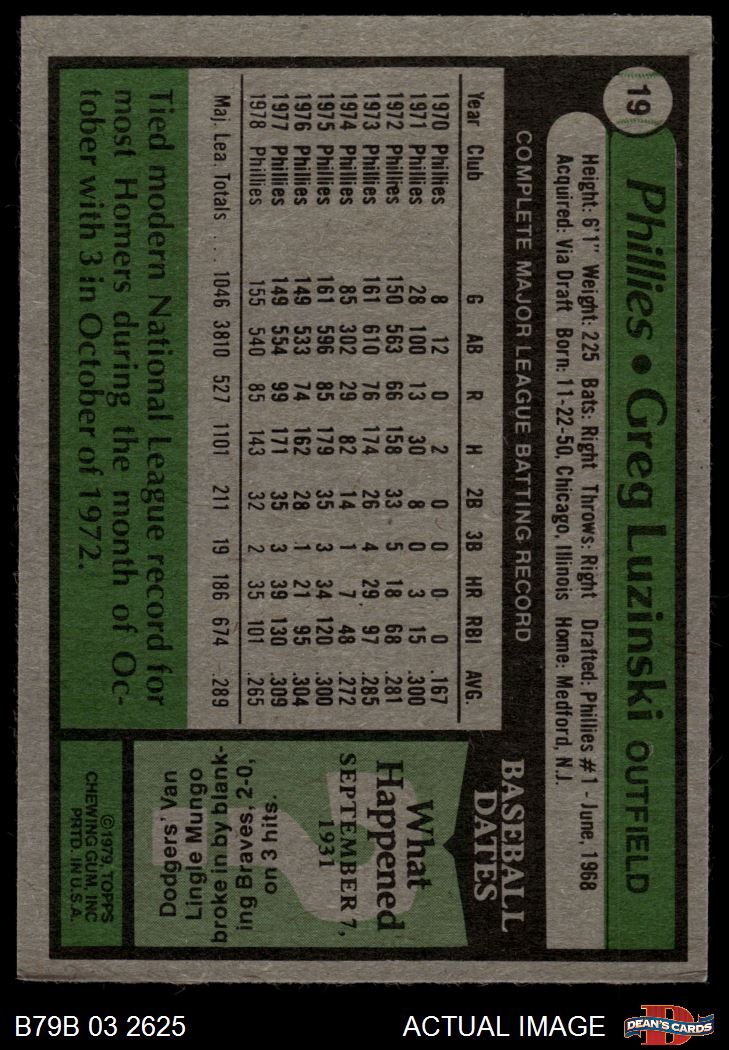 19
Phillies • Greg Luzinski OUTFIELD
Height: 6'1" Weight: 225 Bats: Right Throws: Right Drafted: Phillies #1 - June, 1968
Acquired: Via Draft Born: 11-22-50, Chicago, Illinois Home: Medford, N.J.
COMPLETE MAJOR LEAGUE BATTING RECORD
Year Club G AB R H 2B 3B HR RBI AVG.
1970 Phillies 8 12 0 2 0 0 0 0 .167
1971 Phillies 28 100 13 30 8 0 3 15 .300
1972 Phillies 150 563 66 158 33 5 18 68 .281
1973 Phillies 161 610 76 174 26 4 29 97 .285
1974 Phillies 85 302 29 82 14 1 7 48 .272
1975 Phillies 161 596 85 179 35 3 34 120 .300
1976 Phillies 149 533 74 162 28 1 21 95 .304
1977 Phillies 149 554 99 171 35 3 39 130 .309
1978 Phillies 155 540 85 143 32 2 35 101 .265
Maj. Lea. Totals . . . 1046 3810 527 1101 211 19 186 674 .289
Tied modern National League record for
most Homers during the month of Oc-
tober with 3 in October of 1972.
BASEBALL
DATES
What
Happened
SEPTEMBER 7,
1931
Dodgers' Van
Lingle Mungo
broke in by blank-
ing Braves, 2-0,
on 3 hits.
©1979, TOPPS
CHEWING GUM, INC
PRTD. IN U.S.A.
B79B 03 2625
ACTUAL IMAGE
DEAN'S CARDS